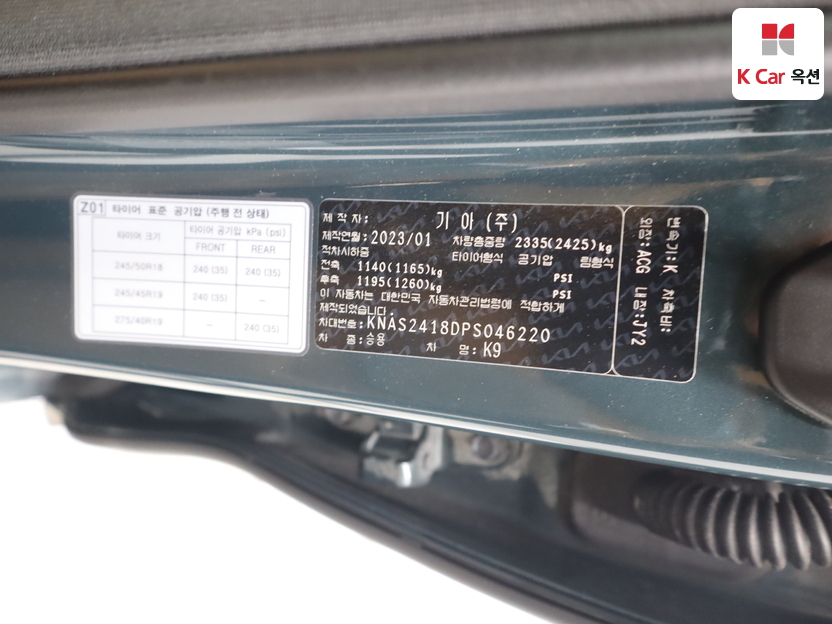 K Car 옥션
Z01 타이어 표준 공기압 (주행 전 상태)
타이어 크기 타이어 공기압 kPa (psi)
FRONT REAR
245/50R18 240 (35) 240 (35)
245/45R19 240 (35) –
275/40R19 – 240 (35)
제 작 자: 기 아 (주)
제작연월: 2023/01 차량총중량 2335(2425)kg
적차시하중 타이어형식 공기압 림형식
전축 1140(1165)kg PSI
후축 1195(1260)kg PSI
이 자동차는 대한민국 자동차관리법령에 적합하게
제작되었습니다.
차대번호: KNAS2418DPS046220
차 종: 승용 차 명: K9
변속기: K 차축비:
외장: ACG 내장: JY2